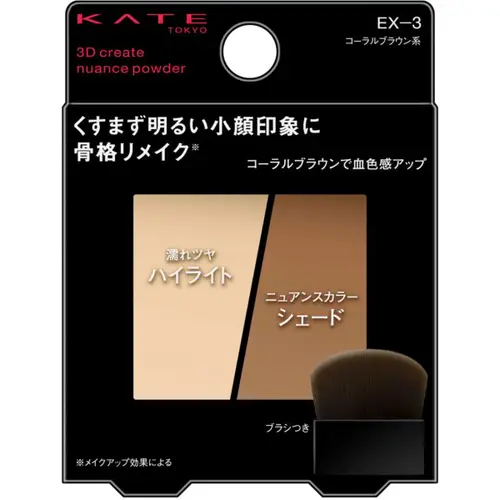 KATE
TOKYO
EX-3
コーラルブラウン系
3D create
nuance powder
くすまず明るい小顔印象に
骨格リメイク※
コーラルブラウンで血色感アップ
濡れツヤ
ハイライト
ニュアンスカラー
シェード
ブラシつき
※メイクアップ効果による